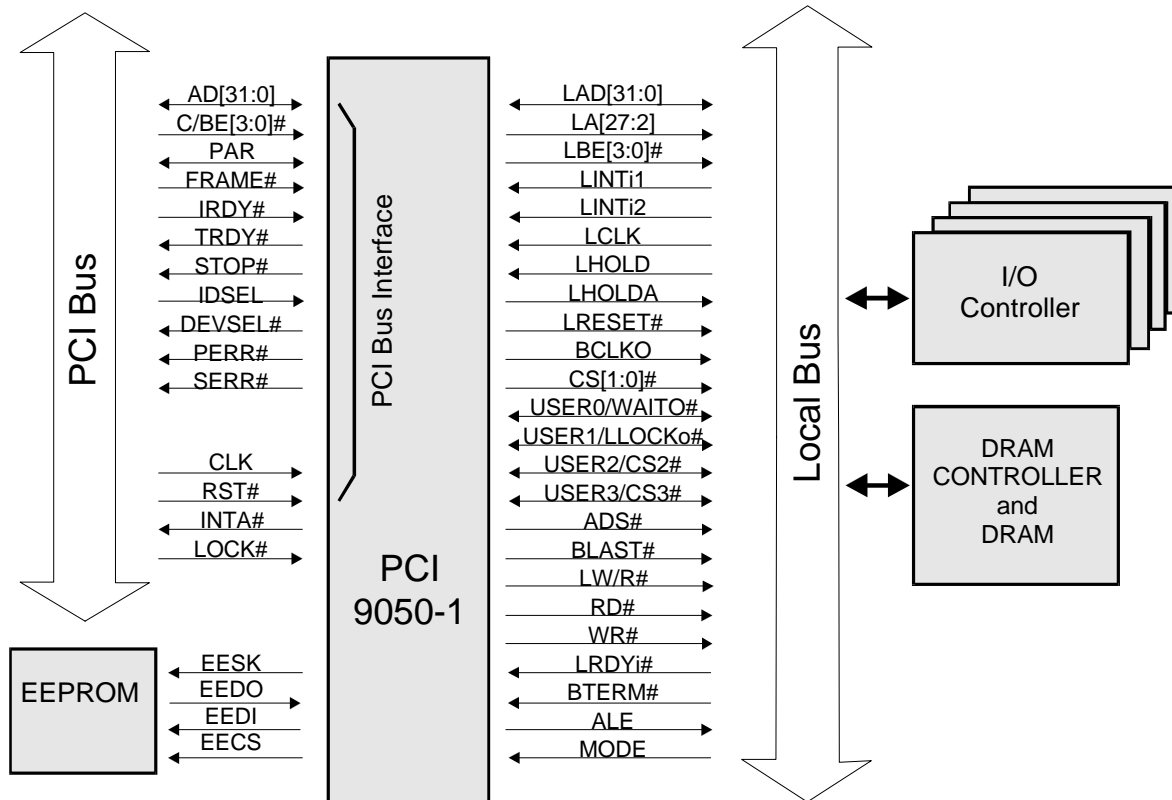 PCI Bus
AD[31:0]
C/BE[3:0]#
PAR
FRAME#
IRDY#
TRDY#
STOP#
IDSEL
DEVSEL#
PERR#
SERR#
CLK
RST#
INTA#
LOCK#
EEPROM
EESK
EEDO
EEDI
EECS
PCI Bus Interface
PCI
9050-1
LAD[31:0]
LA[27:2]
LBE[3:0]#
LINTi1
LINTi2
LCLK
LHOLD
LHOLDA
LRESET#
BCLKO
CS[1:0]#
USER0/WAITO#
USER1/LLOCKo#
USER2/CS2#
USER3/CS3#
ADS#
BLAST#
LW/R#
RD#
WR#
LRDYi#
BTERM#
ALE
MODE
Local Bus
I/O
Controller
DRAM
CONTROLLER
and
DRAM